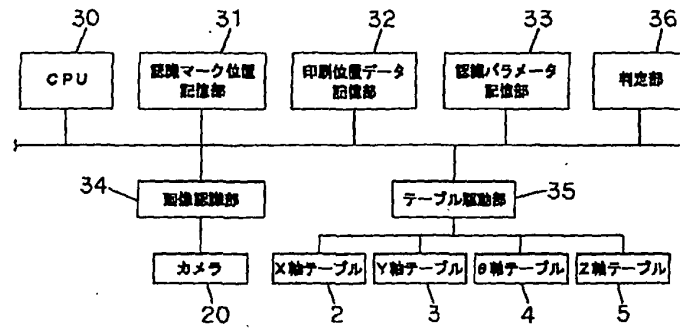 30
31
32
33
36
CPU
認識マーク位置
記憶部
印刷位置データ
記憶部
認識パラメータ
記憶部
判定部
34
画像認識部
テーブル駆動部
35
カメラ
X軸テーブル
Y軸テーブル
θ軸テーブル
Z軸テーブル
20
2
3
4
5